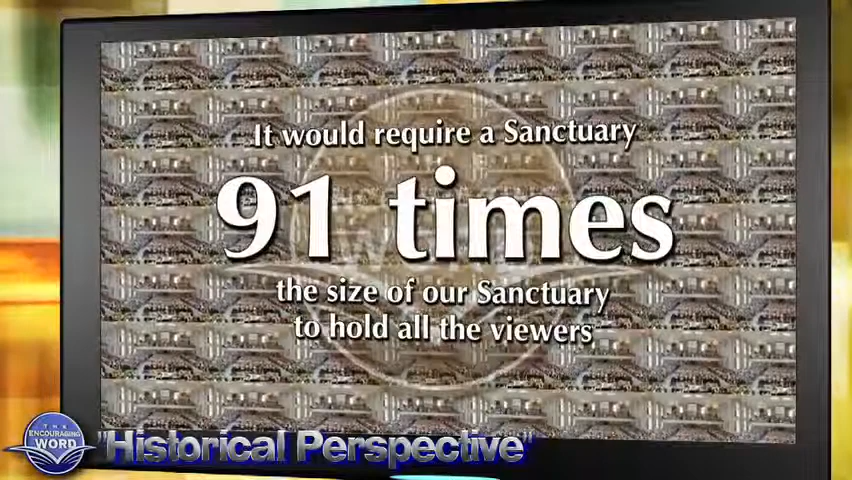 It would require a Sanctuary
91 times
the size of our Sanctuary
to hold all the viewers
THE
ENCOURAGING
WORD
"Historical Perspective"